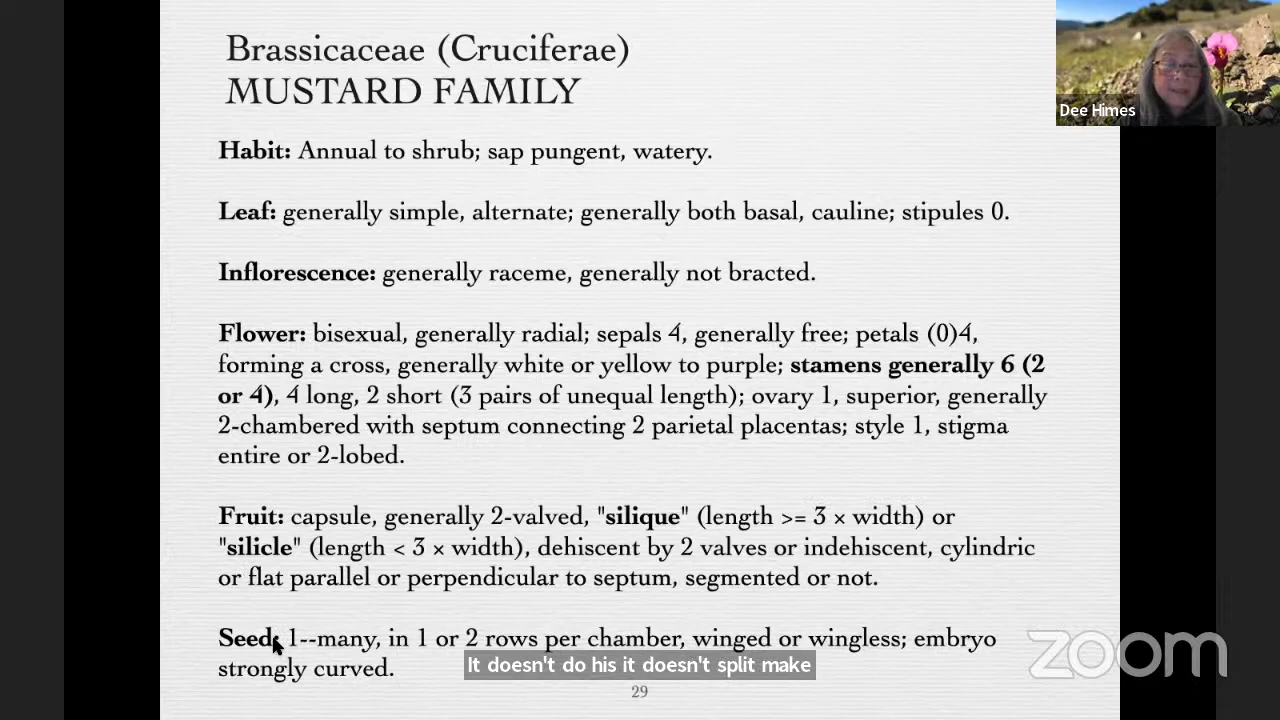 Brassicaceae (Cruciferae)
MUSTARD FAMILY
Dee Himes
Habit: Annual to shrub; sap pungent, watery.
Leaf: generally simple, alternate; generally both basal, cauline; stipules 0.
Inflorescence: generally raceme, generally not bracted.
Flower: bisexual, generally radial; sepals 4, generally free; petals (0)4,
forming a cross, generally white or yellow to purple; stamens generally 6 (2
or 4), 4 long, 2 short (3 pairs of unequal length); ovary 1, superior, generally
2-chambered with septum connecting 2 parietal placentas; style 1, stigma
entire or 2-lobed.
Fruit: capsule, generally 2-valved, "silique" (length >= 3 × width) or
"silicle" (length < 3 × width), dehiscent by 2 valves or indehiscent, cylindric
or flat parallel or perpendicular to septum, segmented or not.
Seed: 1--many, in 1 or 2 rows per chamber, winged or wingless; embryo
strongly curved.
It doesn't do his it doesn't split make
29
zoom